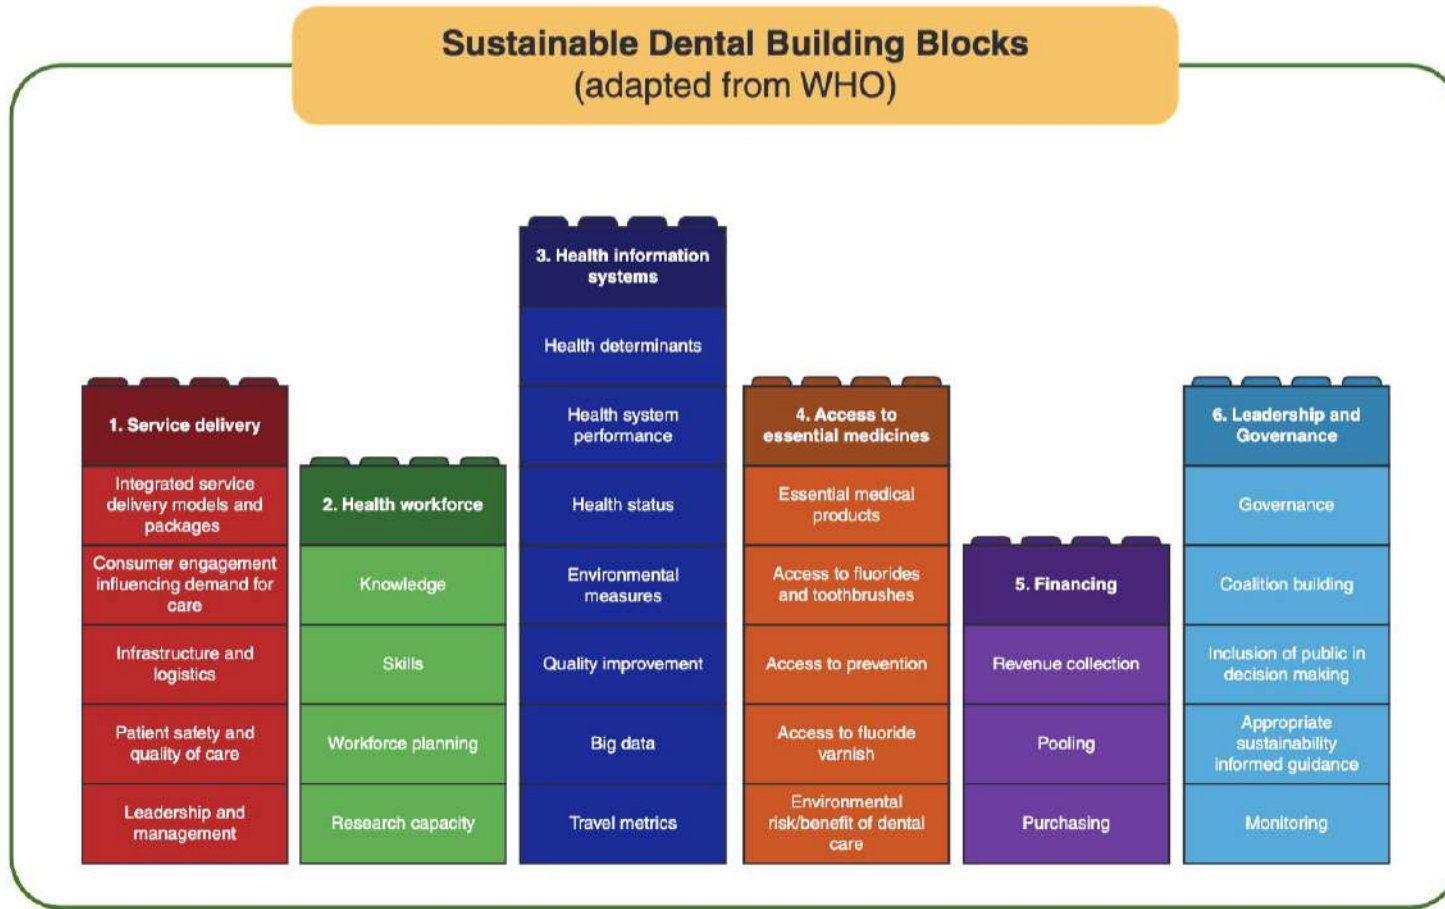 Sustainable Dental Building Blocks
(adapted from WHO)
1. Service delivery
Integrated service
delivery models and
packages
Consumer engagement
influencing demand for
care
Infrastructure and
logistics
Patient safety and
quality of care
Leadership and
management
2. Health workforce
Knowledge
Skills
Workforce planning
Research capacity
3. Health information
systems
Health determinants
Health system
performance
Health status
Environmental
measures
Quality improvement
Big data
Travel metrics
4. Access to
essential medicines
Essential medical
products
Access to fluorides
and toothbrushes
Access to prevention
Access to fluoride
varnish
Environmental
risk/benefit of dental
care
5. Financing
Revenue collection
Pooling
Purchasing
6. Leadership and
Governance
Governance
Coalition building
Inclusion of public in
decision making
Appropriate
sustainability
informed guidance
Monitoring